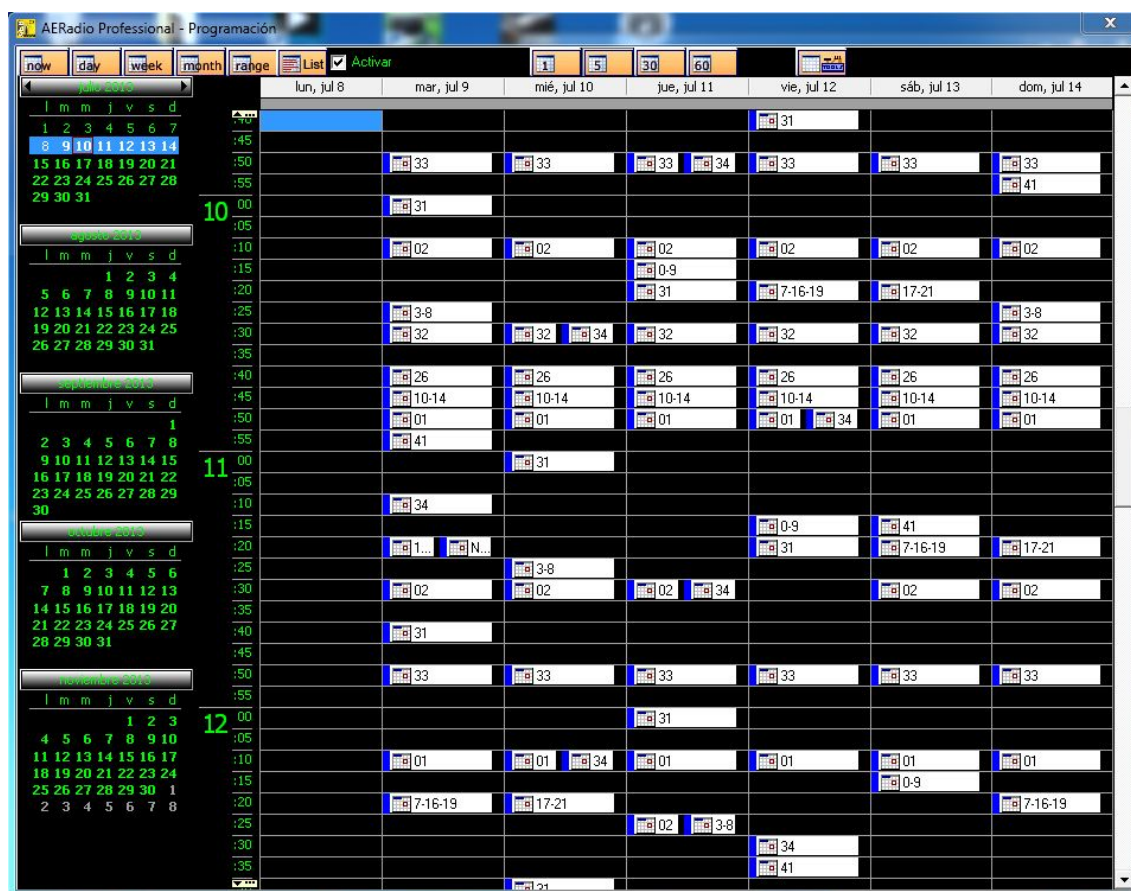 AERadio Professional - Programación
now day week month range List Activar 1 5 30 60 TOOLZ
julio 2013
l m m j v s d
1 2 3 4 5 6 7
8 9 10 11 12 13 14
15 16 17 18 19 20 21
22 23 24 25 26 27 28
29 30 31
agosto 2013
l m m j v s d
1 2 3 4
5 6 7 8 9 10 11
12 13 14 15 16 17 18
19 20 21 22 23 24 25
26 27 28 29 30 31
septiembre 2013
l m m j v s d
1
2 3 4 5 6 7 8
9 10 11 12 13 14 15
16 17 18 19 20 21 22
23 24 25 26 27 28 29
30
octubre 2013
l m m j v s d
1 2 3 4 5 6
7 8 9 10 11 12 13
14 15 16 17 18 19 20
21 22 23 24 25 26 27
28 29 30 31
noviembre 2013
l m m j v s d
1 2 3
4 5 6 7 8 9 10
11 12 13 14 15 16 17
18 19 20 21 22 23 24
25 26 27 28 29 30 1
2 3 4 5 6 7 8
lun, jul 8 mar, jul 9 mié, jul 10 jue, jul 11 vie, jul 12 sáb, jul 13 dom, jul 14
:40 31
:45
:50 33 33 33 34 33 33 33
:55 41
10 00 31
:05
:10 02 02 02 02 02 02
:15 0-9
:20 31 7-16-19 17-21
:25 3-8 3-8
:30 32 32 34 32 32 32 32
:35
:40 26 26 26 26 26 26
:45 10-14 10-14 10-14 10-14 10-14 10-14
:50 01 01 01 01 34 01 01
:55 41
11 00 31
:05
:10 34
:15 0-9 41
:20 1... N... 31 7-16-19 17-21
:25 3-8
:30 02 02 02 34 02 02
:35
:40 31
:45
:50 33 33 33 33 33 33
:55
12 00 31
:05
:10 01 01 34 01 01 01 01
:15 0-9
:20 7-16-19 17-21 7-16-19
:25 02 3-8
:30 34
:35 41
31